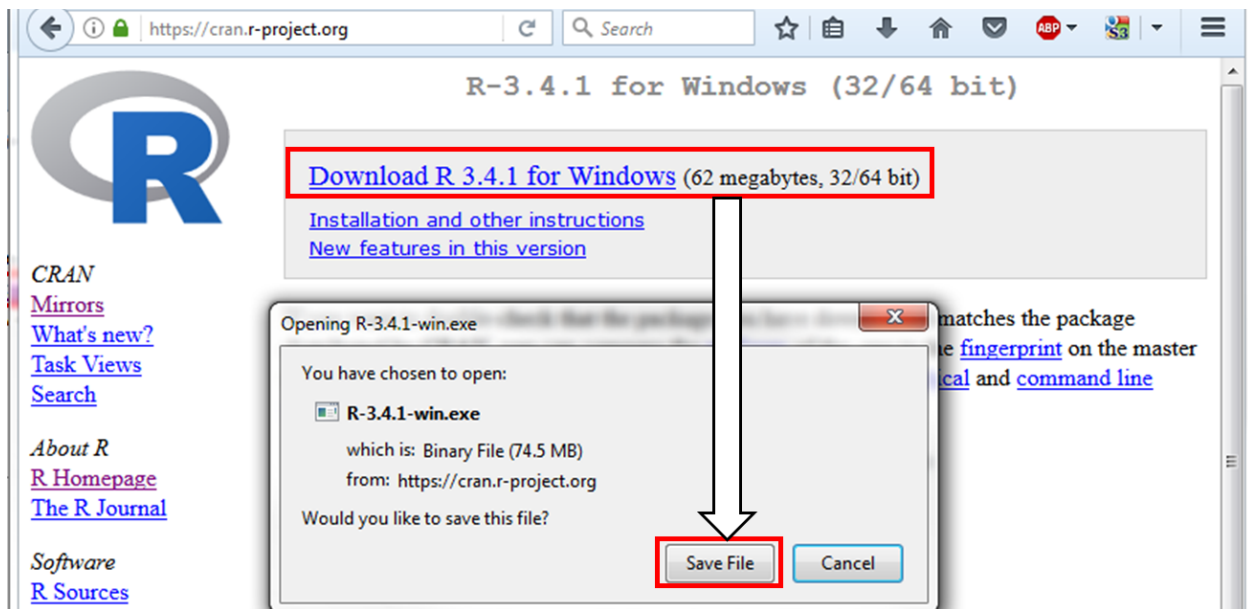 https://cran.r-project.org
Search
ABP
S3
R-3.4.1 for Windows (32/64 bit)
R
Download R 3.4.1 for Windows (62 megabytes, 32/64 bit)
Installation and other instructions
New features in this version
CRAN
Mirrors
What's new?
Task Views
Search
About R
R Homepage
The R Journal
Software
R Sources
matches the package
fingerprint on the master
and command line
Opening R-3.4.1-win.exe
You have chosen to open:
R-3.4.1-win.exe
which is: Binary File (74.5 MB)
from: https://cran.r-project.org
Would you like to save this file?
Save File
Cancel